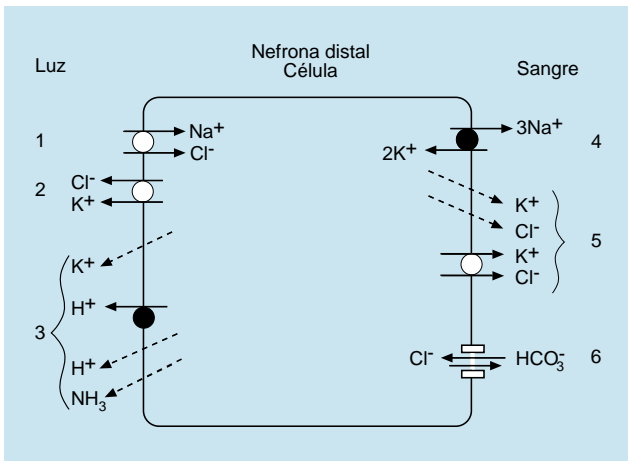 Nefrona distal
Célula
Luz
Sangre
1
Na⁺
Cl⁻
2
Cl⁻
K⁺
3
K⁺
H⁺
H⁺
NH₃
3Na⁺
4
2K⁺
K⁺
Cl⁻
K⁺
Cl⁻
5
Cl⁻
HCO₃⁻
6